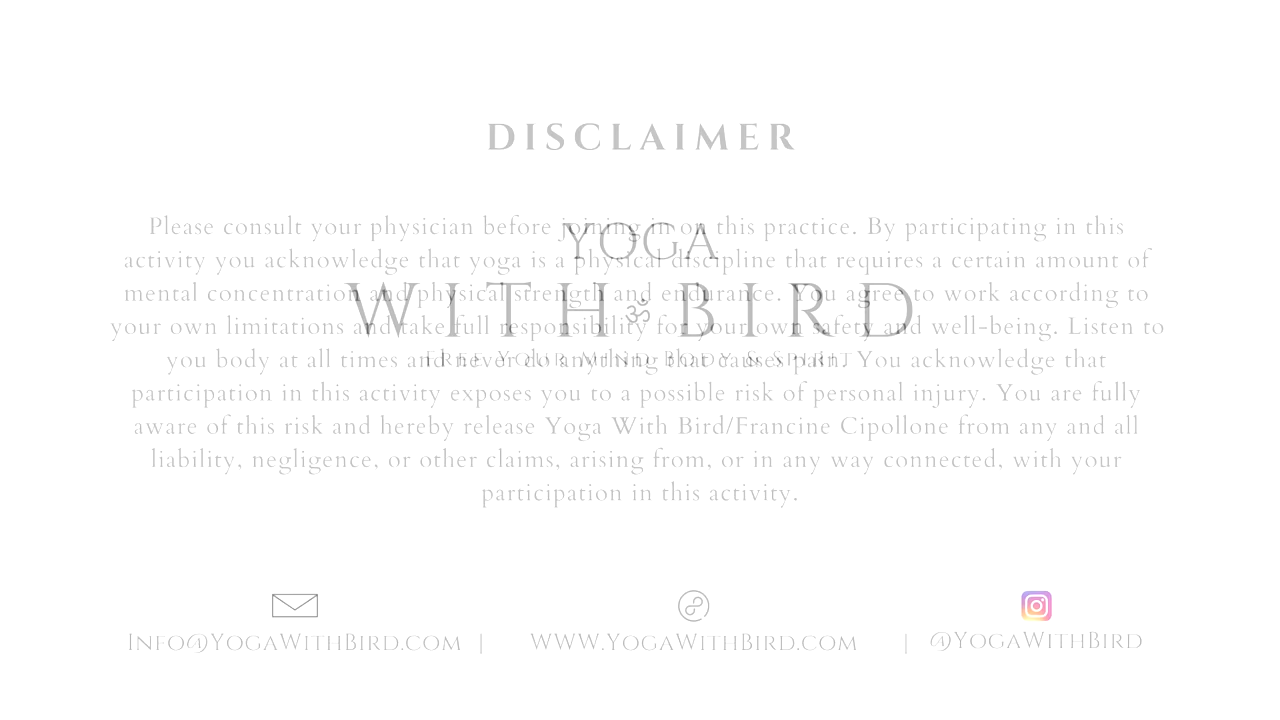 DISCLAIMER
Please consult your physician before joining in on this practice. By participating in this
YOGA
activity you acknowledge that yoga is a physical discipline that requires a certain amount of
mental concentration and physical strength and endurance. You agree to work according to
WITH ॐ BIRD
your own limitations and take full responsibility for your own safety and well-being. Listen to
you body at all times and never do anything that causes pain. You acknowledge that
FREE YOUR MIND BODY & SPIRIT
participation in this activity exposes you to a possible risk of personal injury. You are fully
aware of this risk and hereby release Yoga With Bird/Francine Cipollone from any and all
liability, negligence, or other claims, arising from, or in any way connected, with your
participation in this activity.
Info@YogaWithBird.com | www.YogaWithBird.com | @YogaWithBird